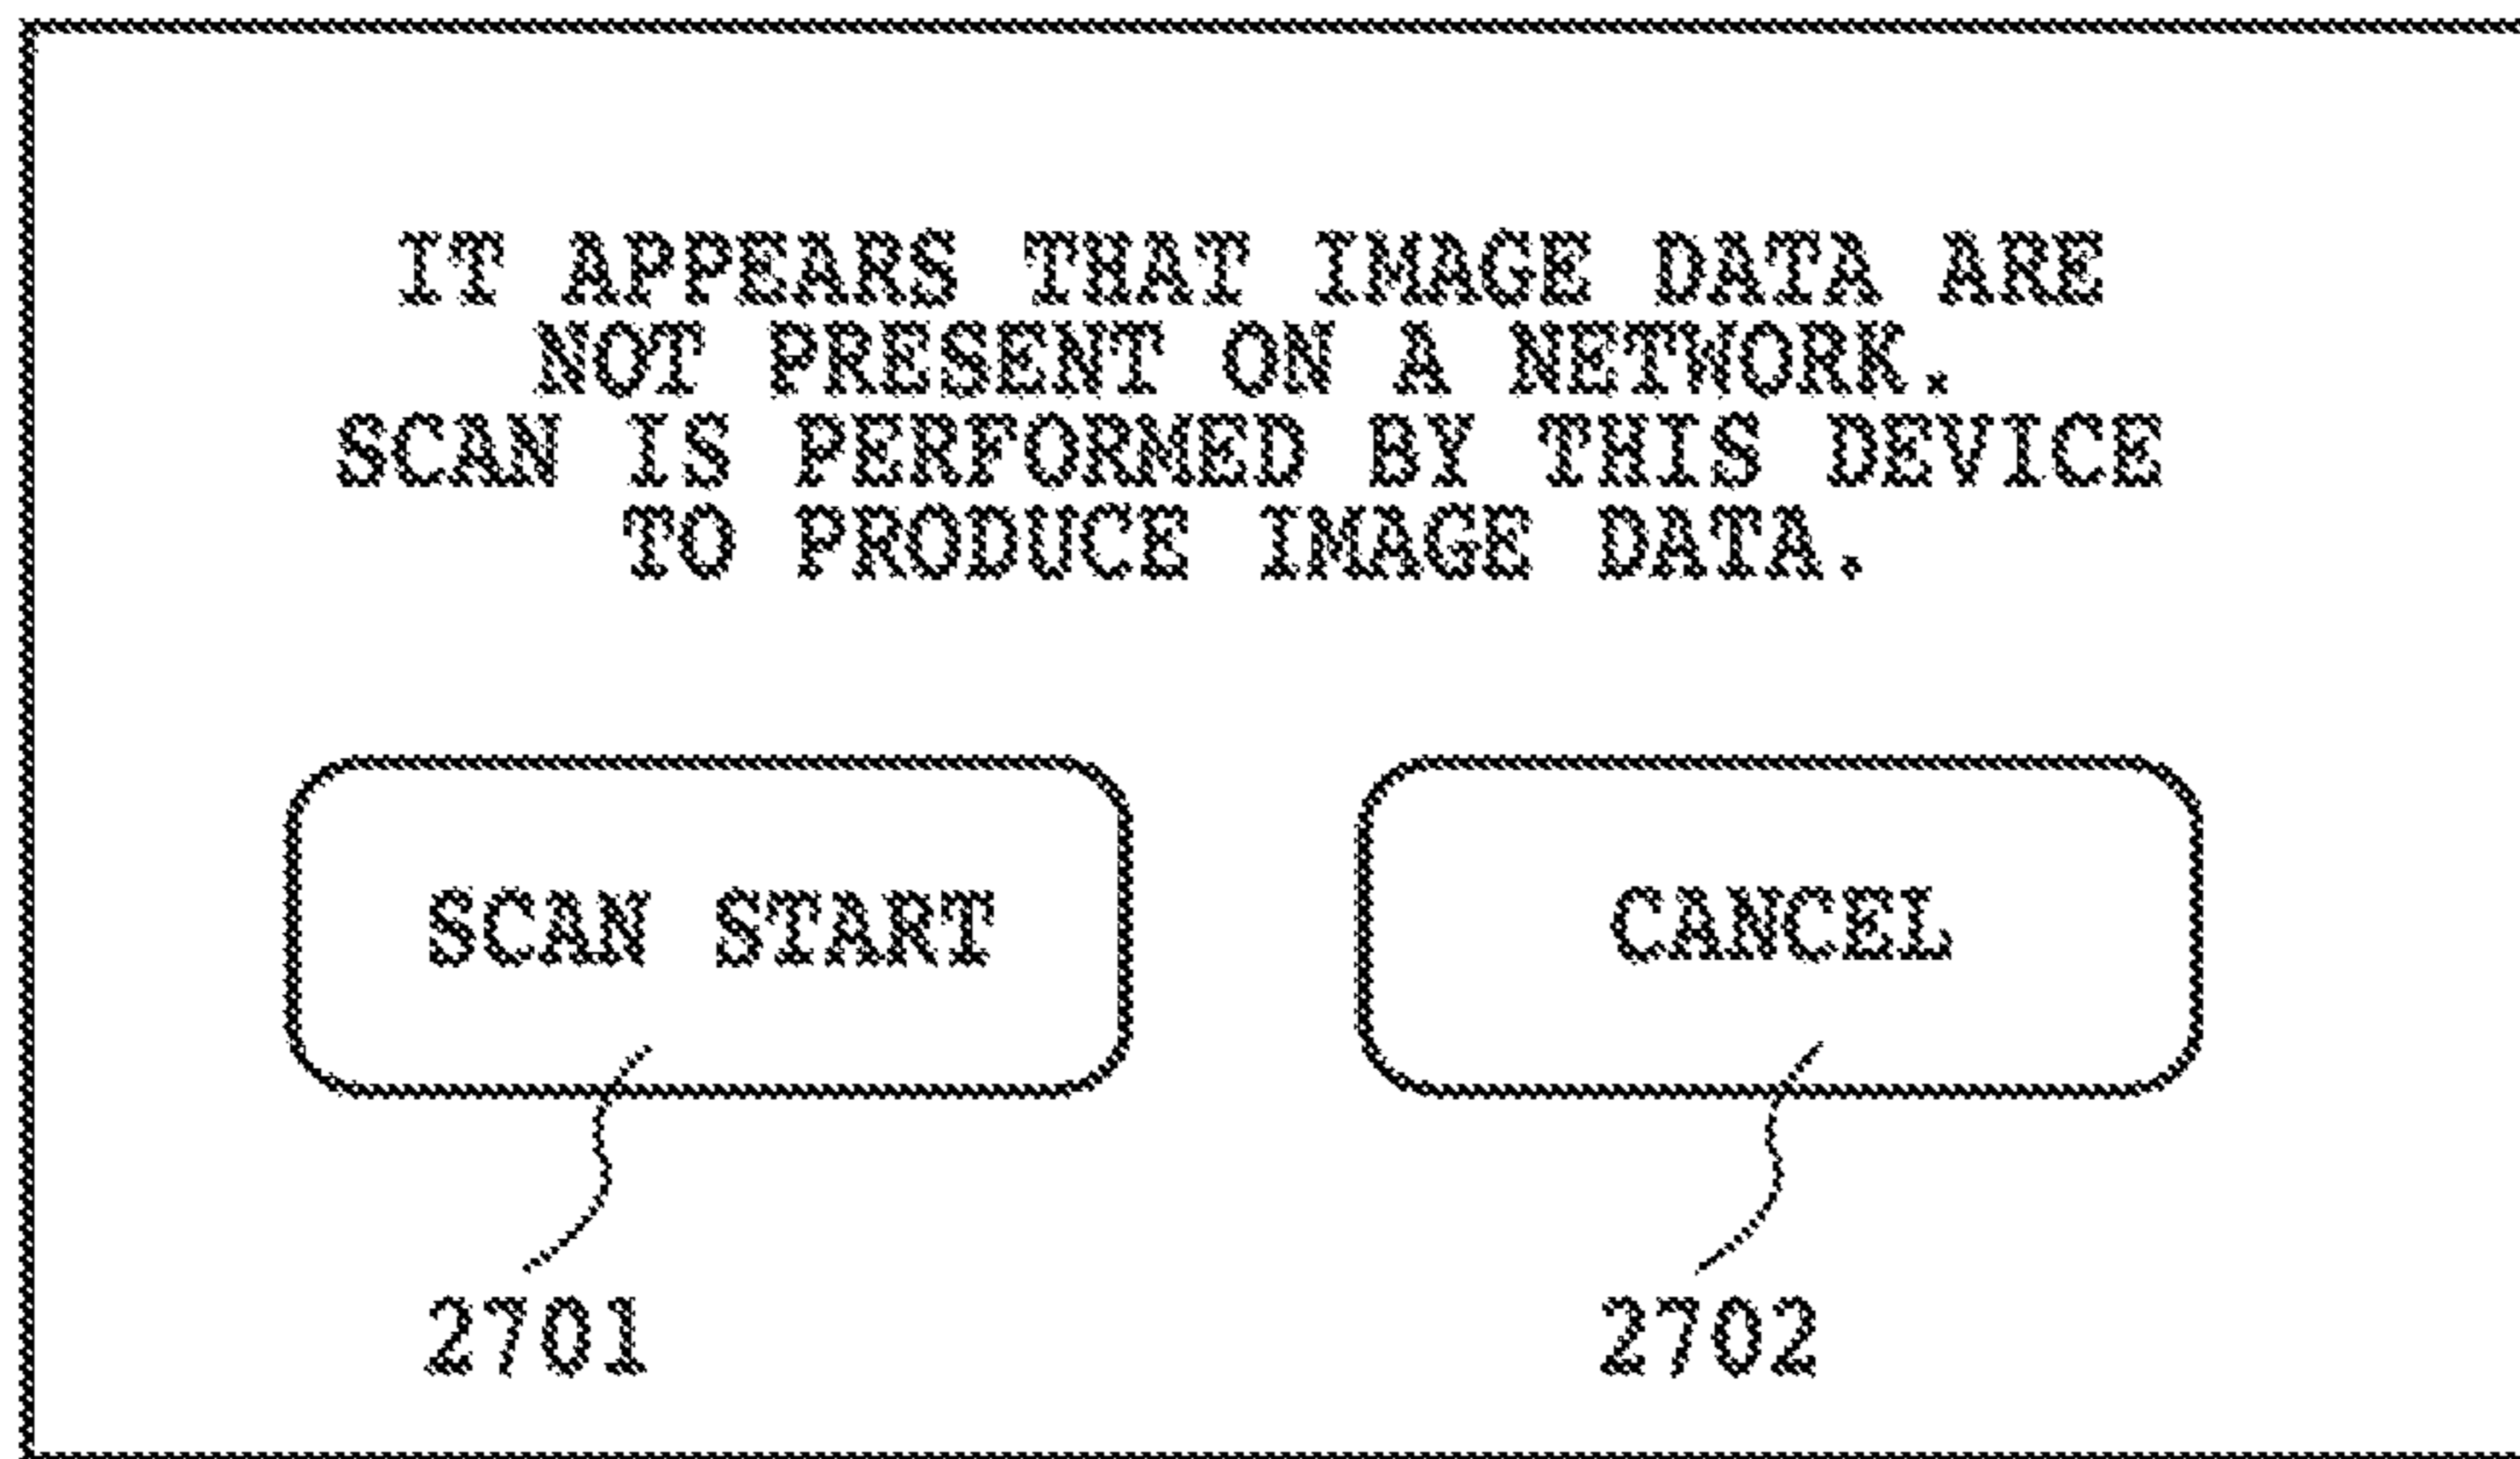 IT APPEARS THAT IMAGE DATA ARE
NOT PRESENT ON A NETWORK.
SCAN IS PERFORMED BY THIS DEVICE
TO PRODUCE IMAGE DATA.
SCAN START
CANCEL
2701
2702